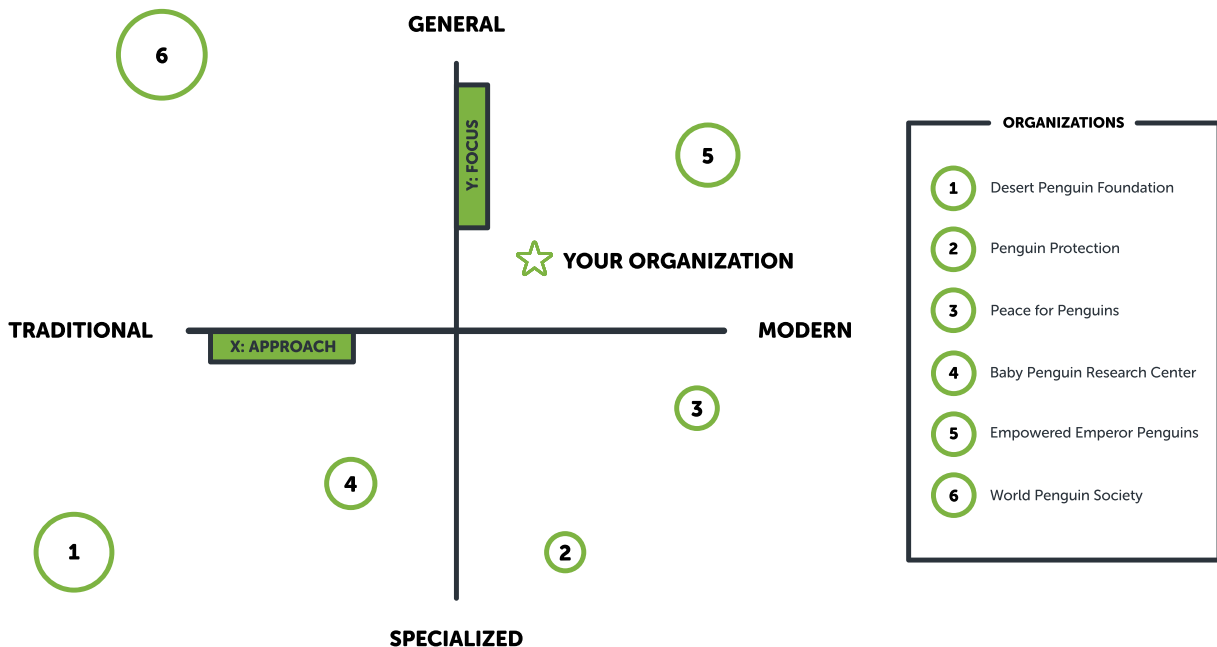 GENERAL
6
Y: FOCUS
5
YOUR ORGANIZATION
TRADITIONAL
MODERN
X: APPROACH
3
4
1
2
SPECIALIZED
ORGANIZATIONS
1 Desert Penguin Foundation
2 Penguin Protection
3 Peace for Penguins
4 Baby Penguin Research Center
5 Empowered Emperor Penguins
6 World Penguin Society